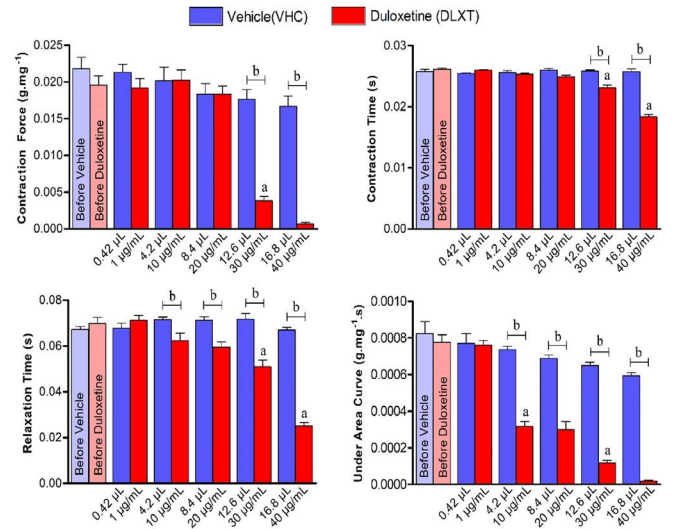 Vehicle(VHC)
Duloxetine (DLXT)
Contraction Force (g.mg⁻¹)
0.025
0.020
0.015
0.010
0.005
0.000
Before Vehicle
Before Duloxetine
b
b
a
0.42 µL
1 µg/mL
4.2 µL
10 µg/mL
8.4 µL
20 µg/mL
12.6 µL
30 µg/mL
16.8 µL
40 µg/mL
Contraction Time (s)
0.03
0.02
0.01
0.00
Before Vehicle
Before Duloxetine
b
b
a
a
0.42 µL
1 µg/mL
4.2 µL
10 µg/mL
8.4 µL
20 µg/mL
12.6 µL
30 µg/mL
16.8 µL
40 µg/mL
Relaxation Time (s)
0.08
0.06
0.04
0.02
0.00
Before Vehicle
Before Duloxetine
b
b
b
b
a
a
0.42 µL
1 µg/mL
4.2 µL
10 µg/mL
8.4 µL
20 µg/mL
12.6 µL
30 µg/mL
16.8 µL
40 µg/mL
Under Area Curve (g.mg⁻¹.s)
0.0010
0.0008
0.0006
0.0004
0.0002
0.0000
Before Vehicle
Before Duloxetine
b
b
b
b
a
a
0.42 µL
1 µg/mL
4.2 µL
10 µg/mL
8.4 µL
20 µg/mL
12.6 µL
30 µg/mL
16.8 µL
40 µg/mL